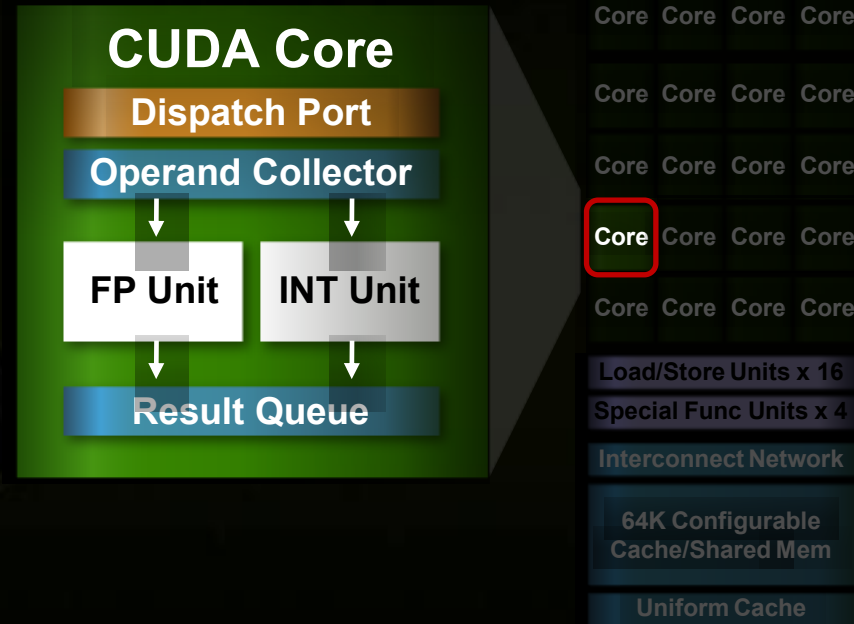 CUDA Core
Dispatch Port
Operand Collector
FP Unit
INT Unit
Result Queue
Core Core Core Core
Core Core Core Core
Core Core Core Core
Core Core Core Core
Core Core Core Core
Load/Store Units x 16
Special Func Units x 4
Interconnect Network
64K Configurable
Cache/Shared Mem
Uniform Cache